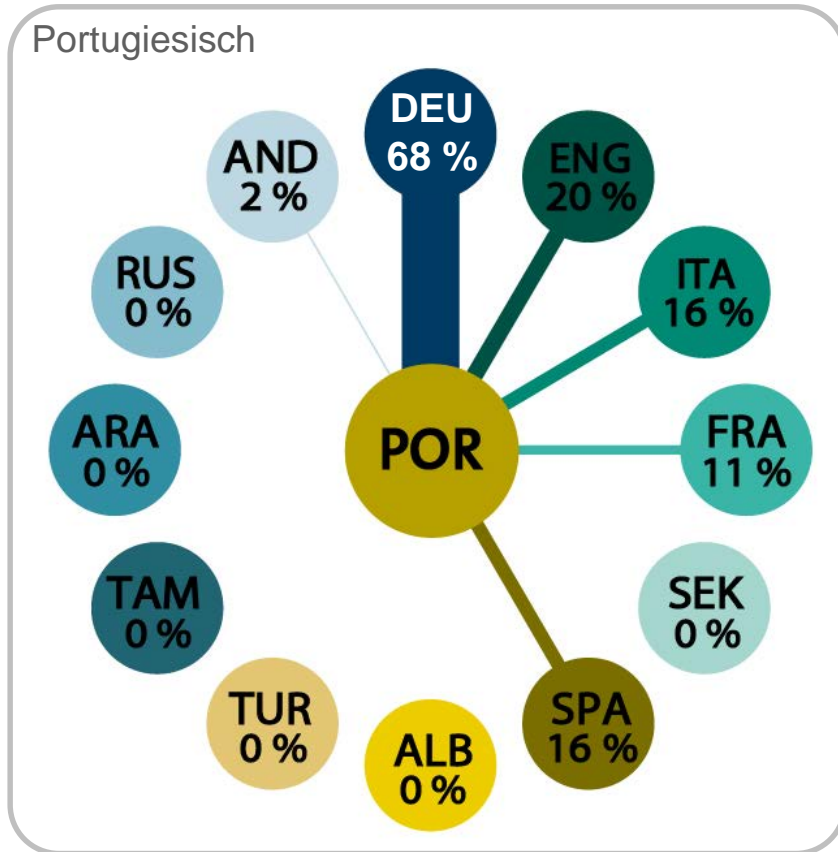 Portugiesisch
DEU
68 %
ENG
20 %
ITA
16 %
FRA
11 %
SEK
0 %
SPA
16 %
ALB
0 %
TUR
0 %
TAM
0 %
ARA
0 %
RUS
0 %
AND
2 %
POR